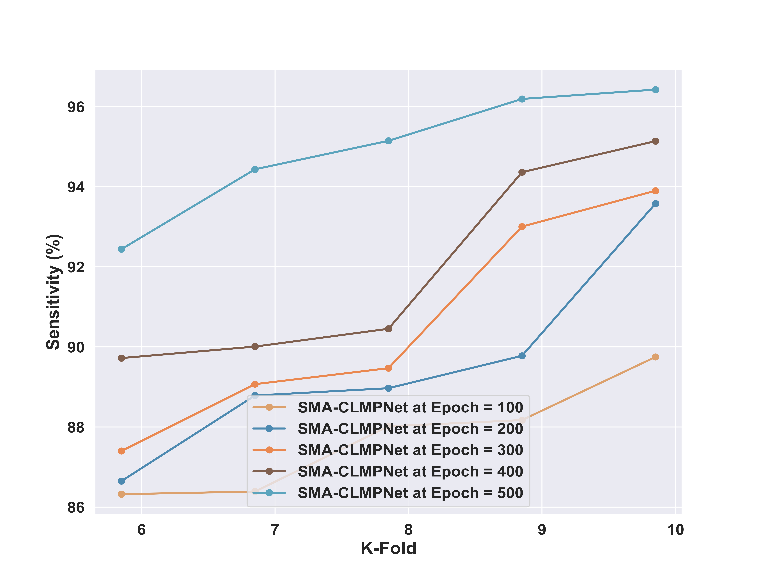 96
94
92
90
88
86
Sensitivity (%)
SMA-CLMPNet at Epoch = 100
SMA-CLMPNet at Epoch = 200
SMA-CLMPNet at Epoch = 300
SMA-CLMPNet at Epoch = 400
SMA-CLMPNet at Epoch = 500
6 7 8 9 10
K-Fold